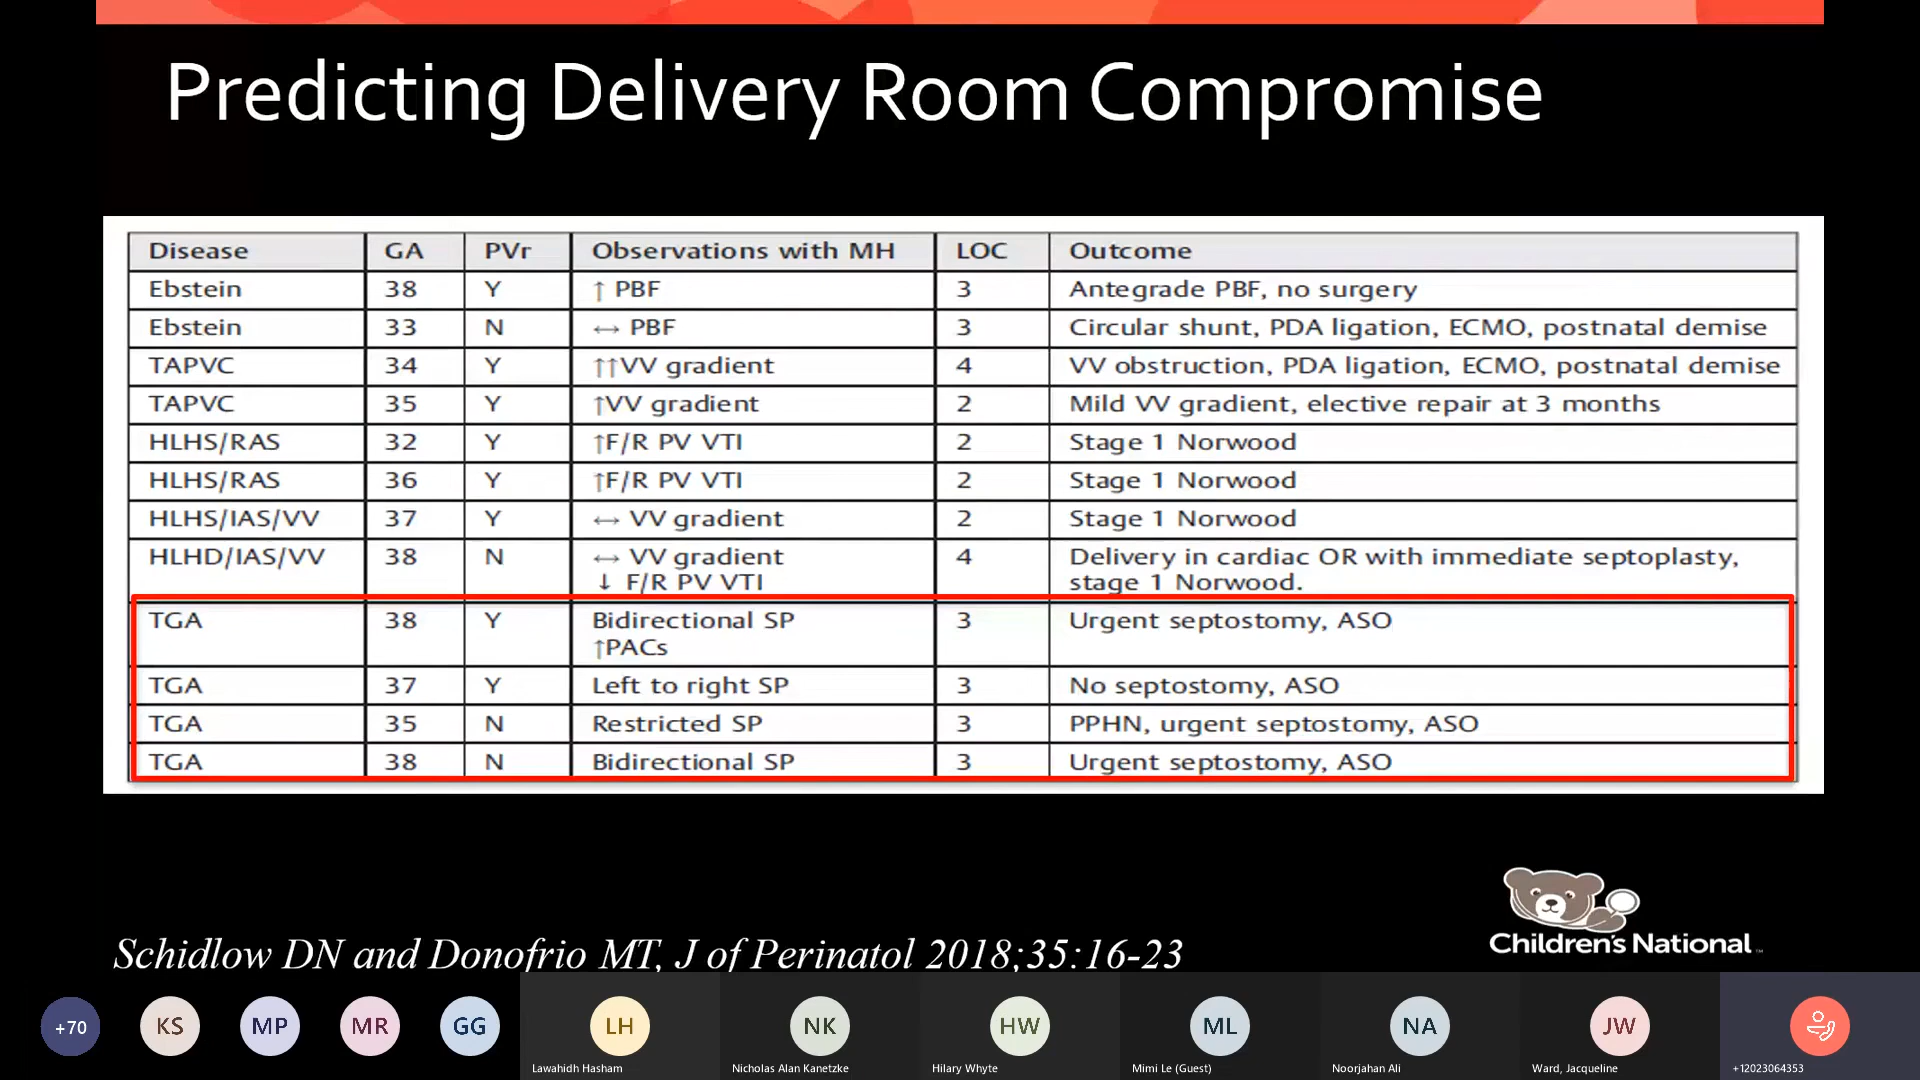 Predicting Delivery Room Compromise
Disease GA PVr Observations with MH LOC Outcome
Ebstein 38 Y ↑ PBF 3 Antegrade PBF, no surgery
Ebstein 33 N ↔ PBF 3 Circular shunt, PDA ligation, ECMO, postnatal demise
TAPVC 34 Y ↑↑VV gradient 4 VV obstruction, PDA ligation, ECMO, postnatal demise
TAPVC 35 Y ↑VV gradient 2 Mild VV gradient, elective repair at 3 months
HLHS/RAS 32 Y ↑F/R PV VTI 2 Stage 1 Norwood
HLHS/RAS 36 Y ↑F/R PV VTI 2 Stage 1 Norwood
HLHS/IAS/VV 37 Y ↔ VV gradient 2 Stage 1 Norwood
HLHD/IAS/VV 38 N ↔ VV gradient 4 Delivery in cardiac OR with immediate septoplasty,
↓ F/R PV VTI stage 1 Norwood.
TGA 38 Y Bidirectional SP 3 Urgent septostomy, ASO
↑PACs
TGA 37 Y Left to right SP 3 No septostomy, ASO
TGA 35 N Restricted SP 3 PPHN, urgent septostomy, ASO
TGA 38 N Bidirectional SP 3 Urgent septostomy, ASO
Children's National™
Schidlow DN and Donofrio MT, J of Perinatol 2018;35:16-23
+70 KS MP MR GG LH NK HW ML NA JW
Lawahidh Hasham Nicholas Alan Kanetzke Hilary Whyte Mimi Le (Guest) Noorjahan Ali Ward, Jacqueline +12023064353